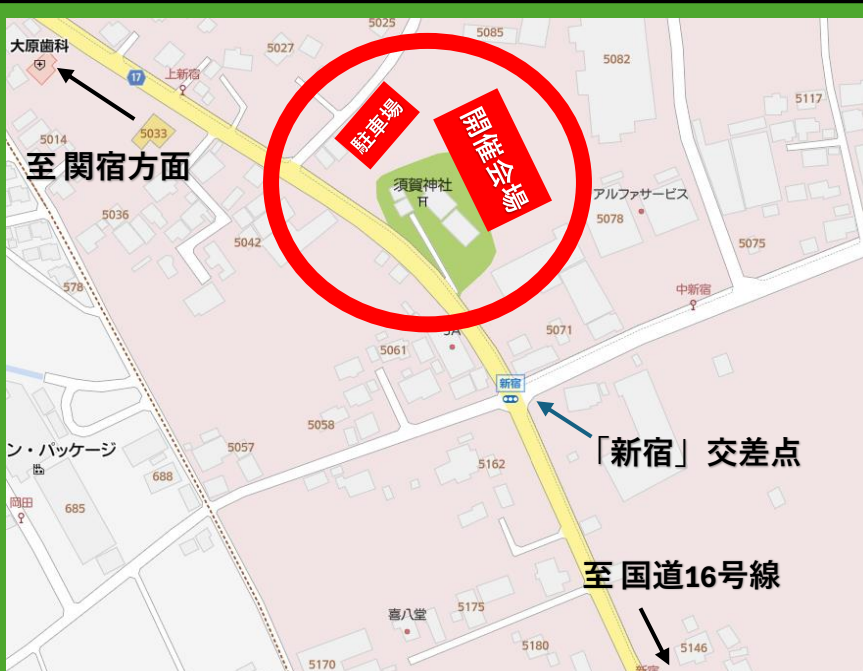 5025
5085
大原歯科
5027
5082
17
上新宿
駐車場
開催会場
5117
5014
5033
至 関宿方面
須賀神社
アルファサービス
5078
5036
5042
5075
578
中新宿
5071
5061
新宿
5058
「新宿」交差点
5057
ン・パッケージ
5162
688
岡田
685
至 国道16号線
喜八堂
5175
5180
5146
5170
新宿